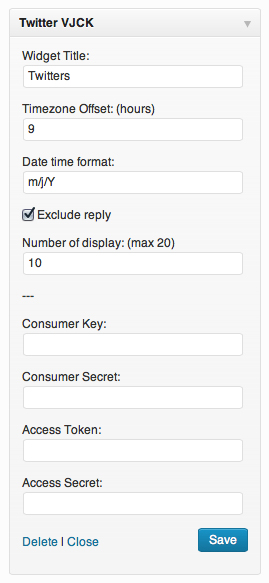 Twitter VJCK
Widget Title:
Twitters
Timezone Offset: (hours)
9
Date time format:
m/j/Y
Exclude reply
Number of display: (max 20)
10
---
Consumer Key:
Consumer Secret:
Access Token:
Access Secret:
Delete | Close
Save